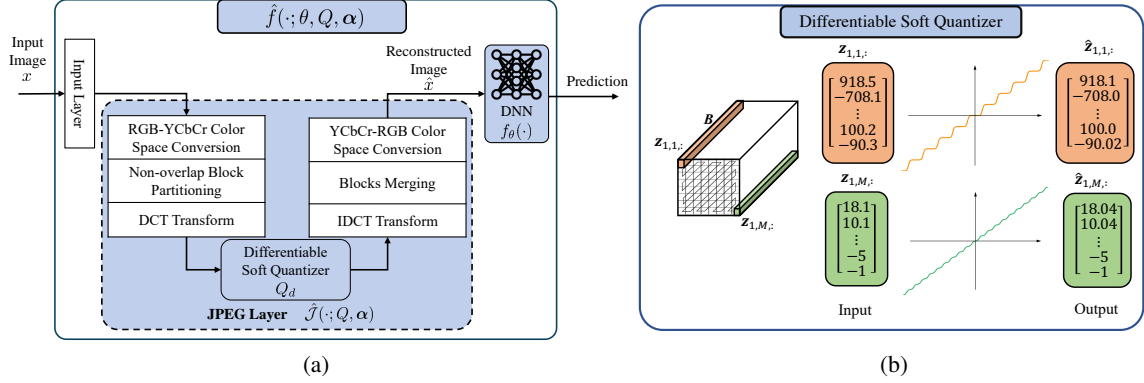 f̂(·; θ, Q, α)
Input
Image
x
Input Layer
Reconstructed
Image
x̂
DNN
f_θ(·)
Prediction
RGB-YCbCr Color
Space Conversion
Non-overlap Block
Partitioning
DCT Transform
YCbCr-RGB Color
Space Conversion
Blocks Merging
IDCT Transform
Differentiable
Soft Quantizer
Q_d
JPEG Layer Ĵ(·; Q, α)
(a)
Differentiable Soft Quantizer
B
z_{1,1,:}
z_{1,M,:}
z_{1,1,:}
918.5
−708.1
⋮
100.2
−90.3
ẑ_{1,1,:}
918.1
−708.0
⋮
100.0
−90.02
z_{1,M,:}
18.1
10.1
⋮
−5
−1
ẑ_{1,M,:}
18.04
10.04
⋮
−5
−1
Input
Output
(b)